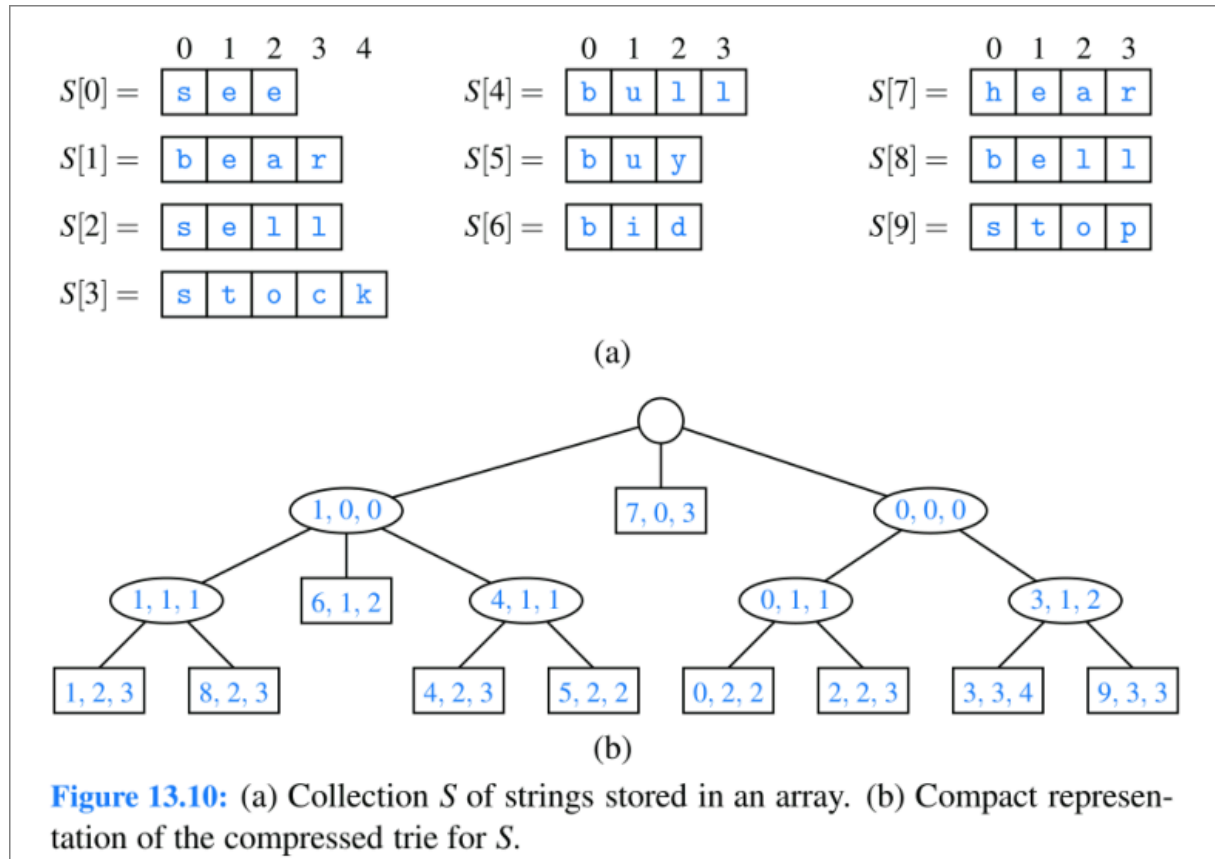 0 1 2 3 4
0 1 2 3
0 1 2 3
S[0] = s e e
S[4] = b u l l
S[7] = h e a r
S[1] = b e a r
S[5] = b u y
S[8] = b e l l
S[2] = s e l l
S[6] = b i d
S[9] = s t o p
S[3] = s t o c k
(a)
1, 0, 0
7, 0, 3
0, 0, 0
1, 1, 1
6, 1, 2
4, 1, 1
0, 1, 1
3, 1, 2
1, 2, 3
8, 2, 3
4, 2, 3
5, 2, 2
0, 2, 2
2, 2, 3
3, 3, 4
9, 3, 3
(b)
Figure 13.10: (a) Collection S of strings stored in an array. (b) Compact represen-
tation of the compressed trie for S.